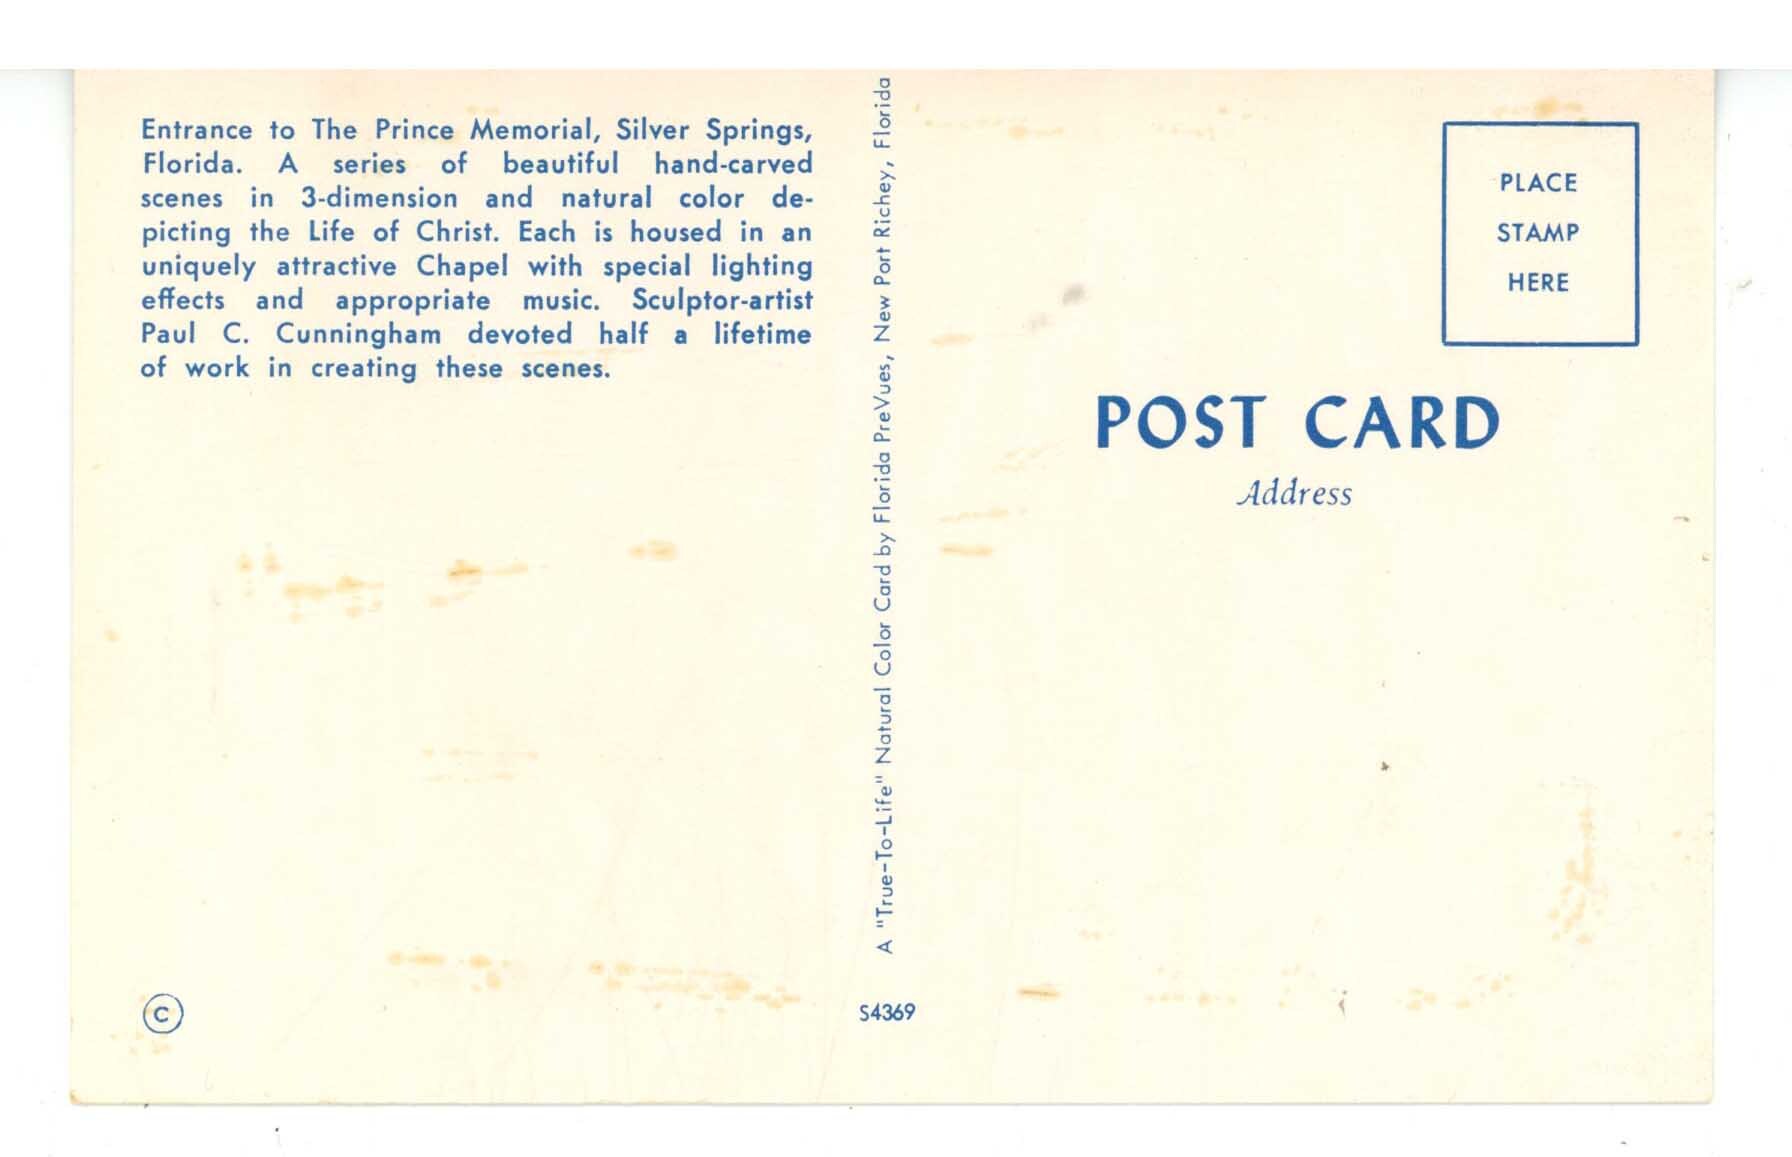 Entrance to The Prince Memorial, Silver Springs,
Florida. A series of beautiful hand-carved
scenes in 3-dimension and natural color de-
picting the Life of Christ. Each is housed in an
uniquely attractive Chapel with special lighting
effects and appropriate music. Sculptor-artist
Paul C. Cunningham devoted half a lifetime
of work in creating these scenes.
©
A "True-To-Life" Natural Color Card by Florida PreVues, New Port Richey, Florida
S4369
PLACE
STAMP
HERE
POST CARD
Address